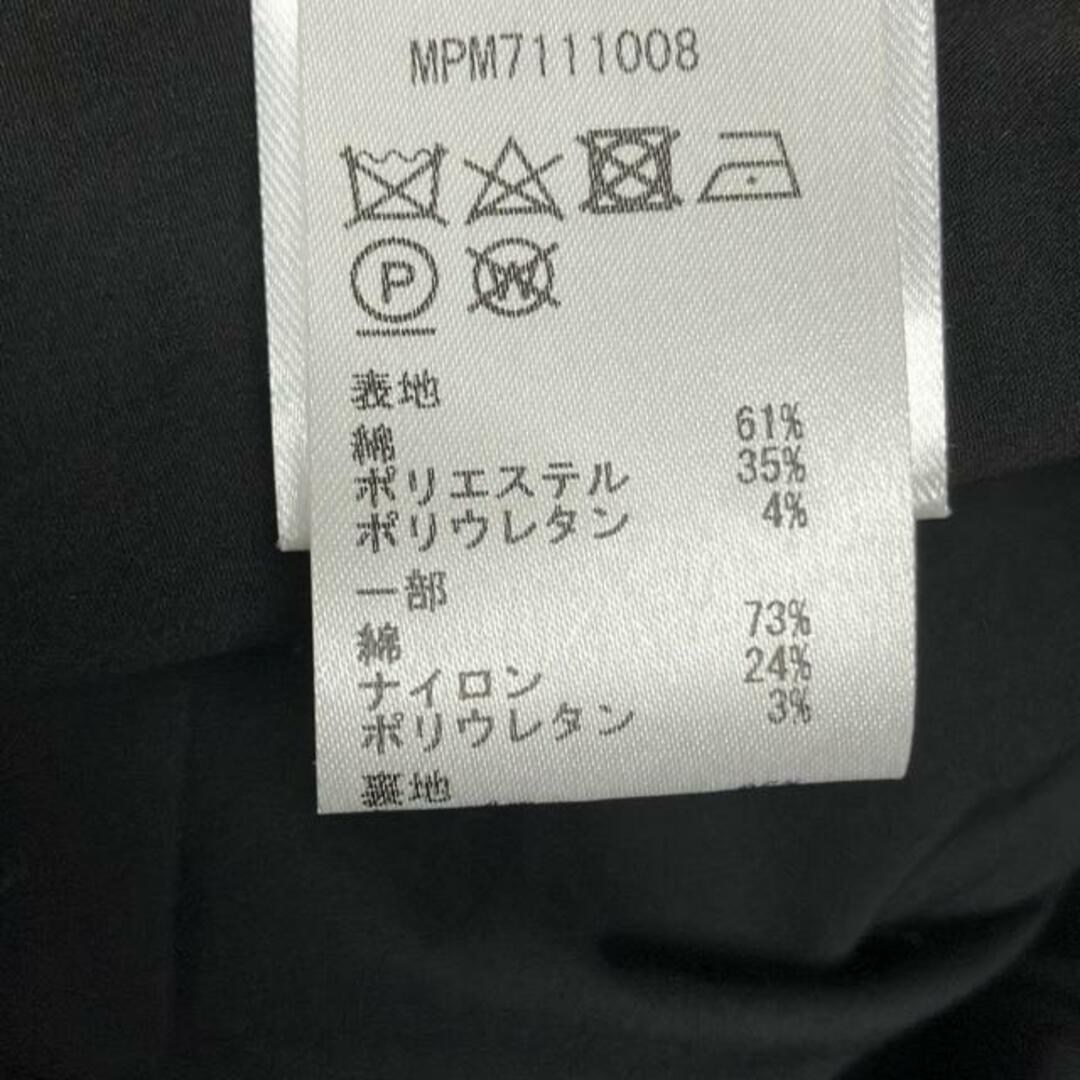 MPM7111008
P
W
表地
綿 61%
ポリエステル 35%
ポリウレタン 4%
一部
綿 73%
ナイロン 24%
ポリウレタン 3%
裏地